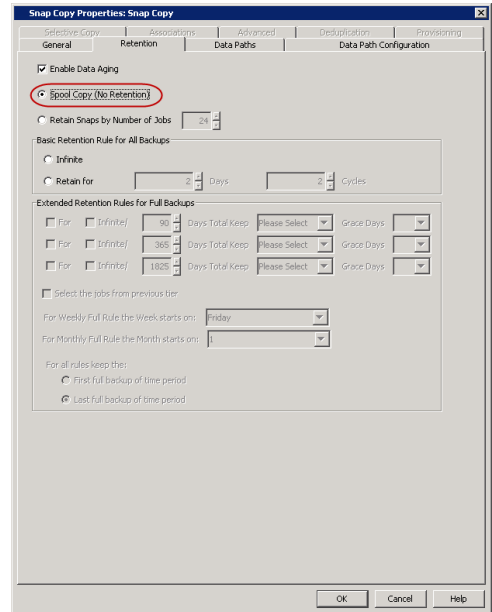 Snap Copy Properties: Snap Copy
Selective Copy Associations Advanced Deduplication Provisioning
General Retention Data Paths Data Path Configuration
Enable Data Aging
Spool Copy (No Retention)
Retain Snaps by Number of Jobs 24
Basic Retention Rule for All Backups
Infinite
Retain for 2 Days 2 Cycles
Extended Retention Rules for Full Backups
For Infinite/ 90 Days Total Keep Please Select Grace Days
For Infinite/ 365 Days Total Keep Please Select Grace Days
For Infinite/ 1825 Days Total Keep Please Select Grace Days
Select the jobs from previous tier
For Weekly Full Rule the Week starts on: Friday
For Monthly Full Rule the Month starts on: 1
For all rules keep the:
First full backup of time period
Last full backup of time period
OK Cancel Help